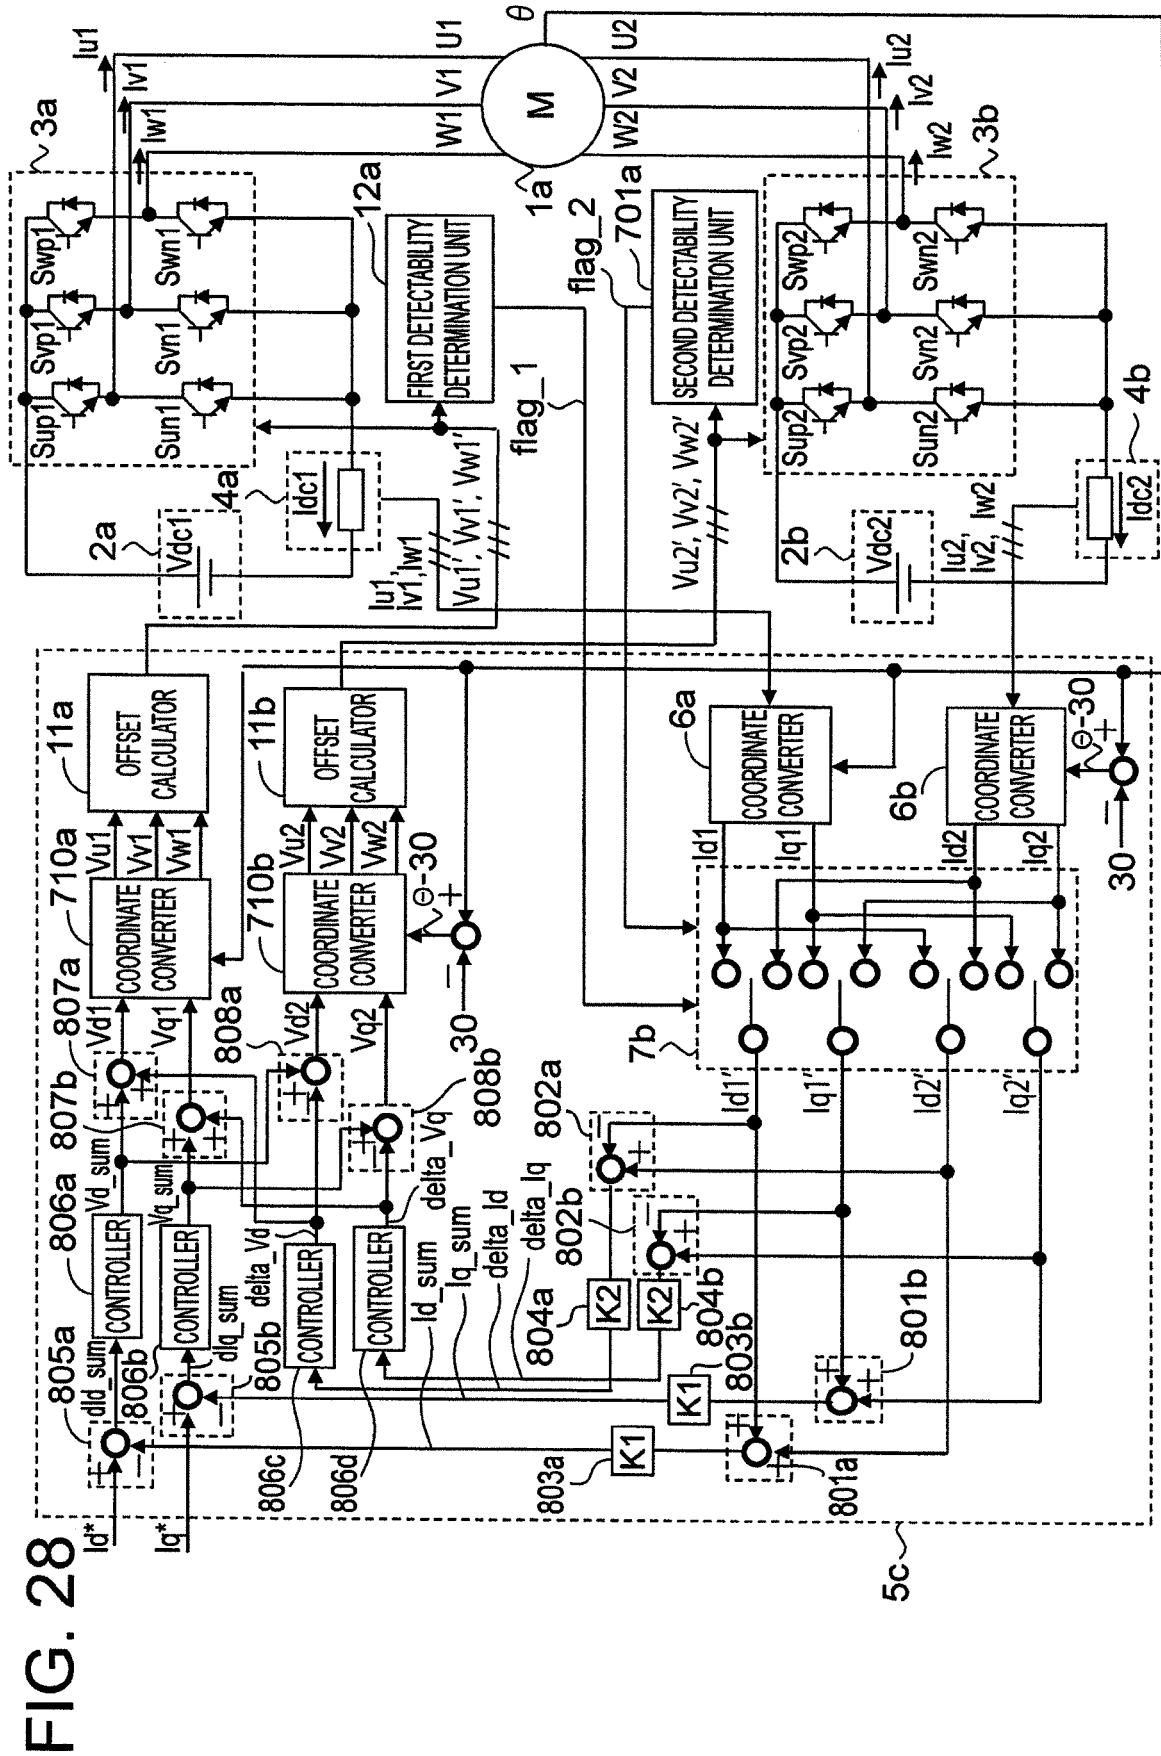 FIG. 28
Id*
Iq*
805a
dId_sum
806a
Vd_sum
807a
Vd1
710a
Vu1
11a
CONTROLLER
COORDINATE
CONVERTER
Vv1
OFFSET
CALCULATOR
Vw1
806b
dIq_sum
CONTROLLER
Vq_sum
807b
Vq1
805b
delta_Vd
808a
Vd2
710b
Vu2
11b
806c
CONTROLLER
COORDINATE
CONVERTER
Vv2
OFFSET
CALCULATOR
Vw2
806d
CONTROLLER
delta_Vq
808b
Vq2
30
Θ-30
Id_sum
Iq_sum
delta_Id
delta_Iq
804a
K2
802a
804b
K2
802b
803a
K1
803b
K1
801a
801b
7b
Id1'
Iq1'
Id2'
Iq2'
Id1
Iq1
Id2
Iq2
6a
COORDINATE
CONVERTER
6b
COORDINATE
CONVERTER
Θ-30
30
5c
2a
Vdc1
4a
Idc1
Iu1,
Iv1,Iw1
Vu1', Vv1', Vw1'
3a
Sup1
Svp1
Swp1
Sun1
Svn1
Swn1
Iu1
Iv1
Iw1
12a
FIRST DETECTABILITY
DETERMINATION UNIT
flag_1
flag_2
701a
SECOND DETECTABILITY
DETERMINATION UNIT
Vu2', Vv2', Vw2'
U1
V1
W1
θ
M
1a
U2
V2
W2
2b
Vdc2
Iu2,
Iv2,
Iw2
4b
Idc2
3b
Sup2
Svp2
Swp2
Sun2
Svn2
Swn2
Iu2
Iv2
Iw2